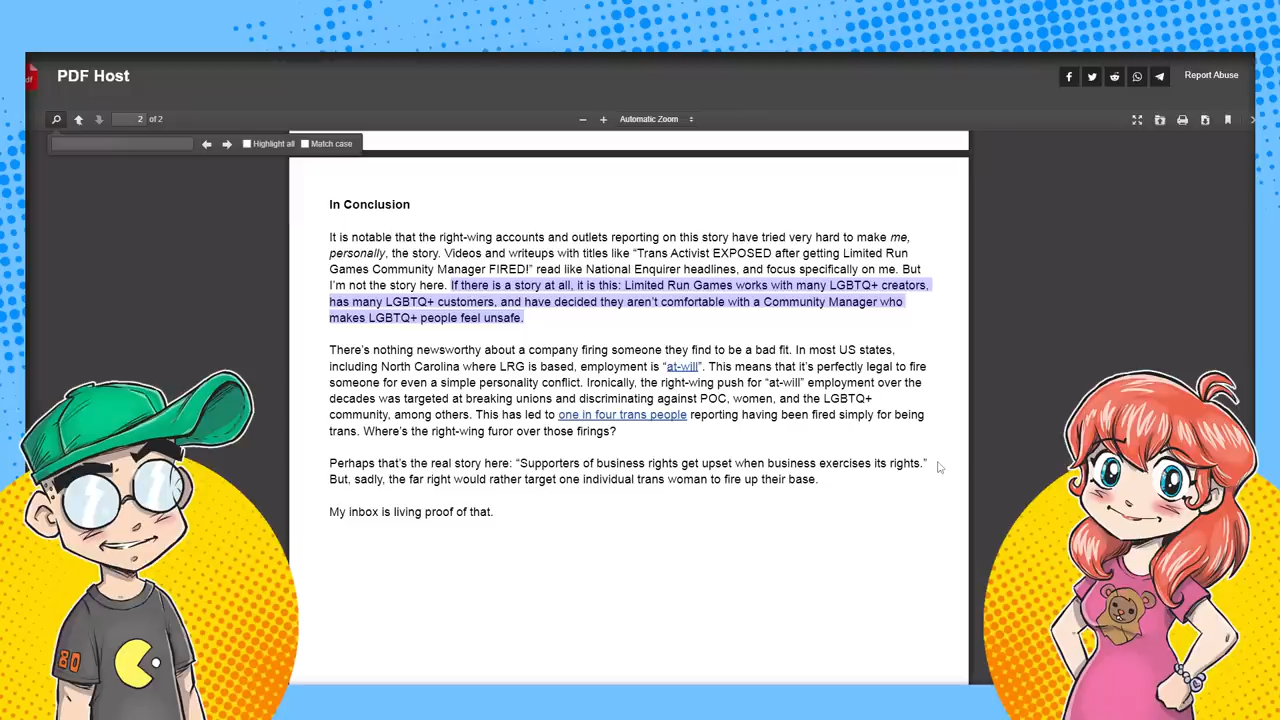 PDF Host
Report Abuse
2 of 2
Automatic Zoom
Highlight all Match case
In Conclusion
It is notable that the right-wing accounts and outlets reporting on this story have tried very hard to make me,
personally, the story. Videos and writeups with titles like “Trans Activist EXPOSED after getting Limited Run
Games Community Manager FIRED!” read like National Enquirer headlines, and focus specifically on me. But
I’m not the story here. If there is a story at all, it is this: Limited Run Games works with many LGBTQ+ creators,
has many LGBTQ+ customers, and have decided they aren’t comfortable with a Community Manager who
makes LGBTQ+ people feel unsafe.
There’s nothing newsworthy about a company firing someone they find to be a bad fit. In most US states,
including North Carolina where LRG is based, employment is “at-will”. This means that it’s perfectly legal to fire
someone for even a simple personality conflict. Ironically, the right-wing push for “at-will” employment over the
decades was targeted at breaking unions and discriminating against POC, women, and the LGBTQ+
community, among others. This has led to one in four trans people reporting having been fired simply for being
trans. Where’s the right-wing furor over those firings?
Perhaps that’s the real story here: “Supporters of business rights get upset when business exercises its rights.”
But, sadly, the far right would rather target one individual trans woman to fire up their base.
My inbox is living proof of that.
80